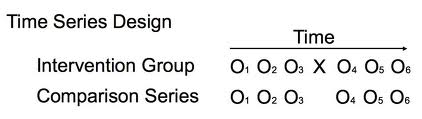 Time Series Design
Time
Intervention Group O₁ O₂ O₃ X O₄ O₅ O₆
Comparison Series O₁ O₂ O₃ O₄ O₅ O₆